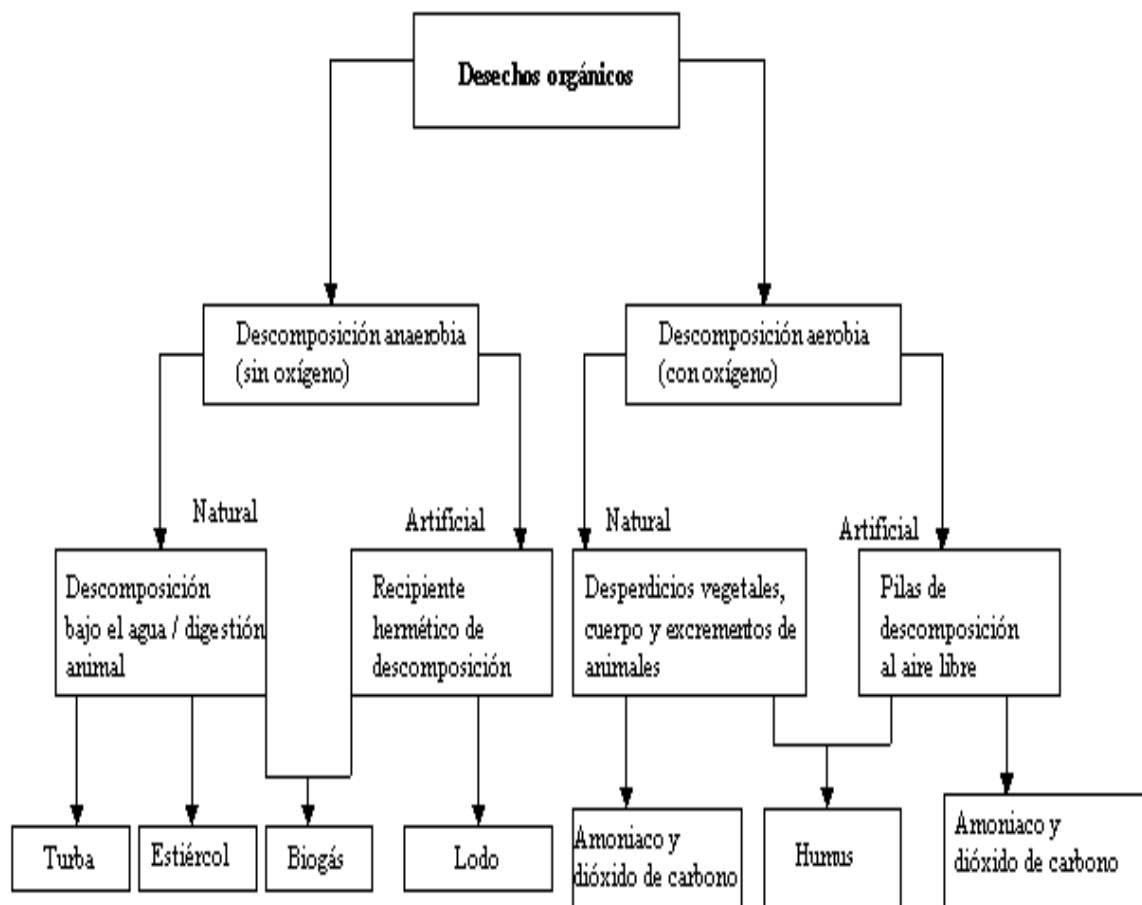 Desechos orgánicos
Descomposición anaerobia
(sin oxígeno)
Descomposición aerobia
(con oxígeno)
Natural
Artificial
Natural
Artificial
Descomposición
bajo el agua / digestión
animal
Recipiente
hermético de
descomposición
Desperdicios vegetales,
cuerpo y excrementos de
animales
Pilas de
descomposición
al aire libre
Turba
Estiércol
Biogás
Lodo
Amoniaco y
dióxido de carbono
Humus
Amoniaco y
dióxido de carbono